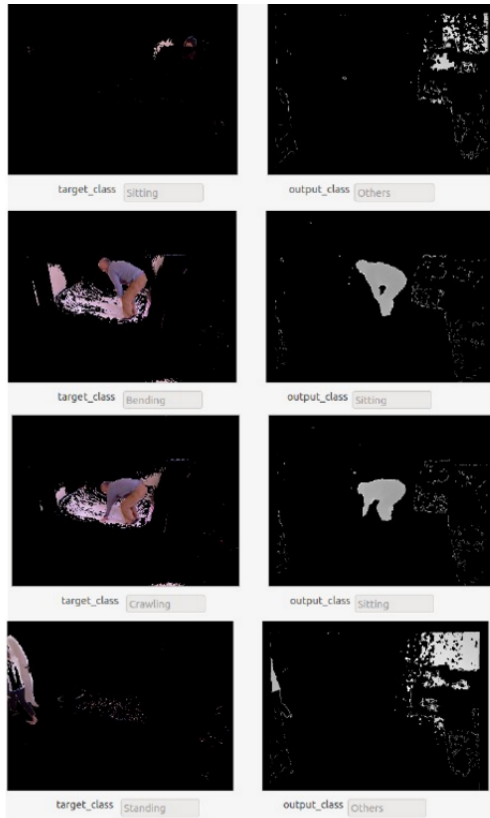 target_class Sitting output_class Others
target_class Bending output_class Sitting
target_class Crawling output_class Sitting
target_class Standing output_class Others